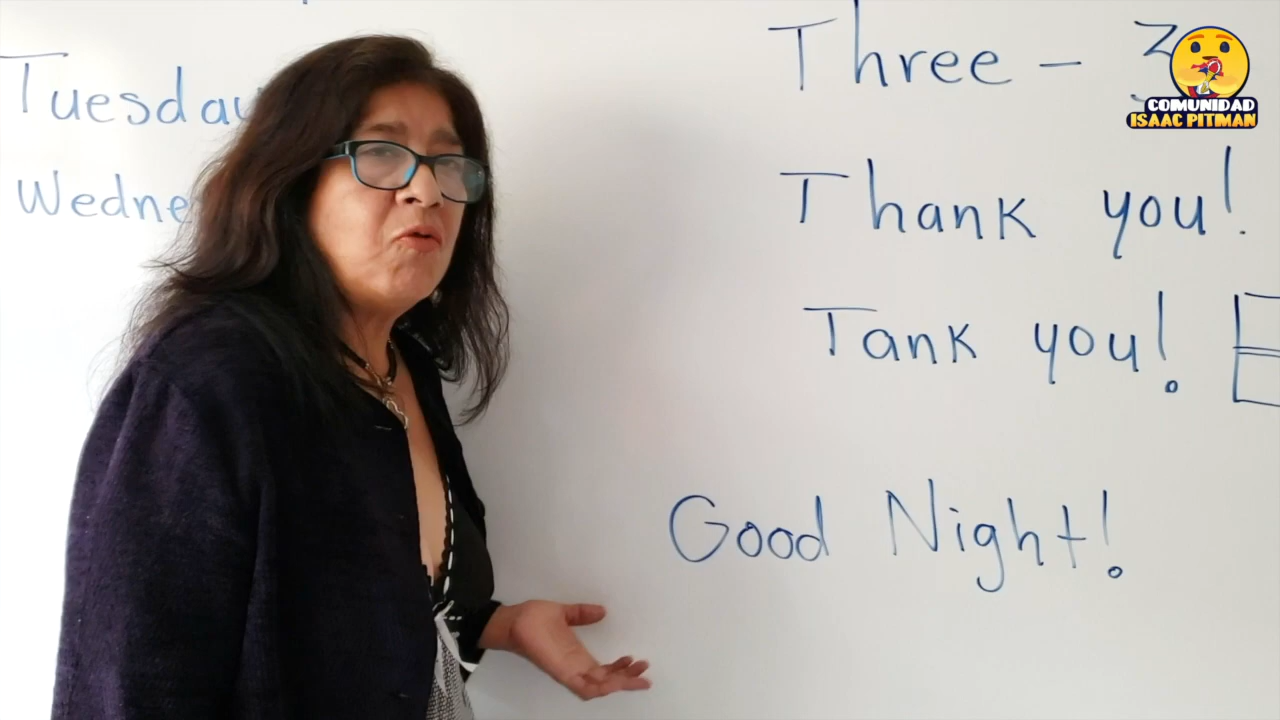 Tuesday
Wedne
Three - 3
Thank you!
Tank you!
Good Night!
COMUNIDAD
ISAAC PITMAN